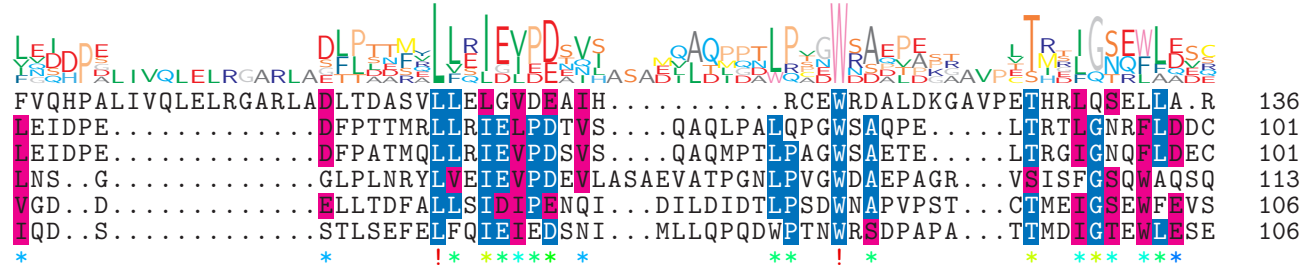 FVQHPALIVQLELRGARLADLTDASVLLELGVDEAIH...........RCEWRDALDKGAVPETHRLQSELLA.R 136
LEIDPE.............DFPTTMRLLRIELPDTVS....QAQLPALQPGWSAQPE.....LTRTLGNRFLDDC 101
LEIDPE.............DFPATMQLLRIEVPDSVS....QAQMPTLPAGWSAETE.....LTRGIGNQFLDEC 101
LNS..G.............GLPLNRYLVEIEVPDEVLASAEVATPGNLPVGWDAEPAGR...VSISFGSQWAQSQ 113
VGD..D.............ELLTDFALLSIDIPENQI...DILDIDTLPSDWNAPVPST...CTMEIGSEWFEVS 106
IQD..S.............STLSEFELFQIEIEDSNI...MLLQPQDWPTNWRSDPAPA...TTMDIGTEWLESE 106
* * ! * * * * * * * * * ! * * * * * * * *